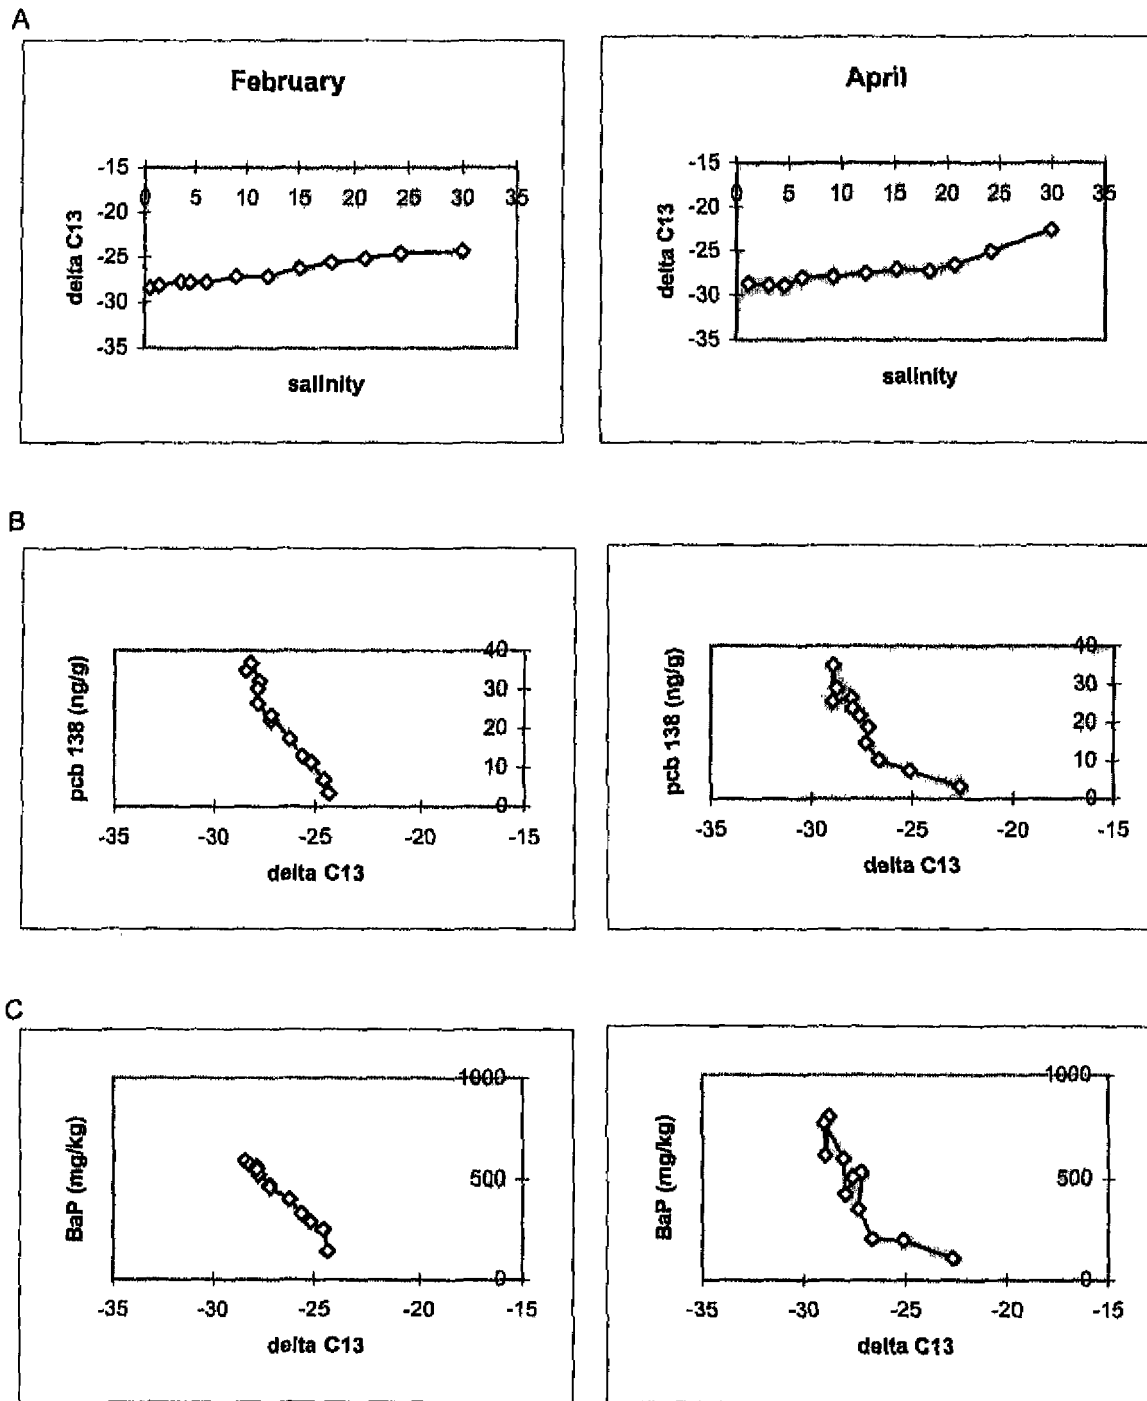 A
February
-15
0 5 10 15 20 25 30 35
-20
-25
-30
-35
delta C13
salinity
April
-15
0 5 10 15 20 25 30 35
-20
-25
-30
-35
delta C13
salinity
B
40
30
20
10
0
pcb 138 (ng/g)
-35 -30 -25 -20 -15
delta C13
40
30
20
10
0
pcb 138 (ng/g)
-35 -30 -25 -20 -15
delta C13
C
1000
500
0
BaP (mg/kg)
-35 -30 -25 -20 -15
delta C13
1000
500
0
BaP (mg/kg)
-35 -30 -25 -20 -15
delta C13